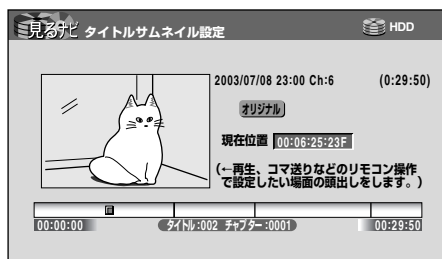 見るナビ タイトルサムネイル設定 HDD
2003/07/08 23:00 Ch:6 (0:29:50)
オリジナル
現在位置 00:06:25:23F
(←再生、コマ送りなどのリモコン操作
で設定したい場面の頭出しをします。)
00:00:00 タイトル:002 チャプター:0001 00:29:50